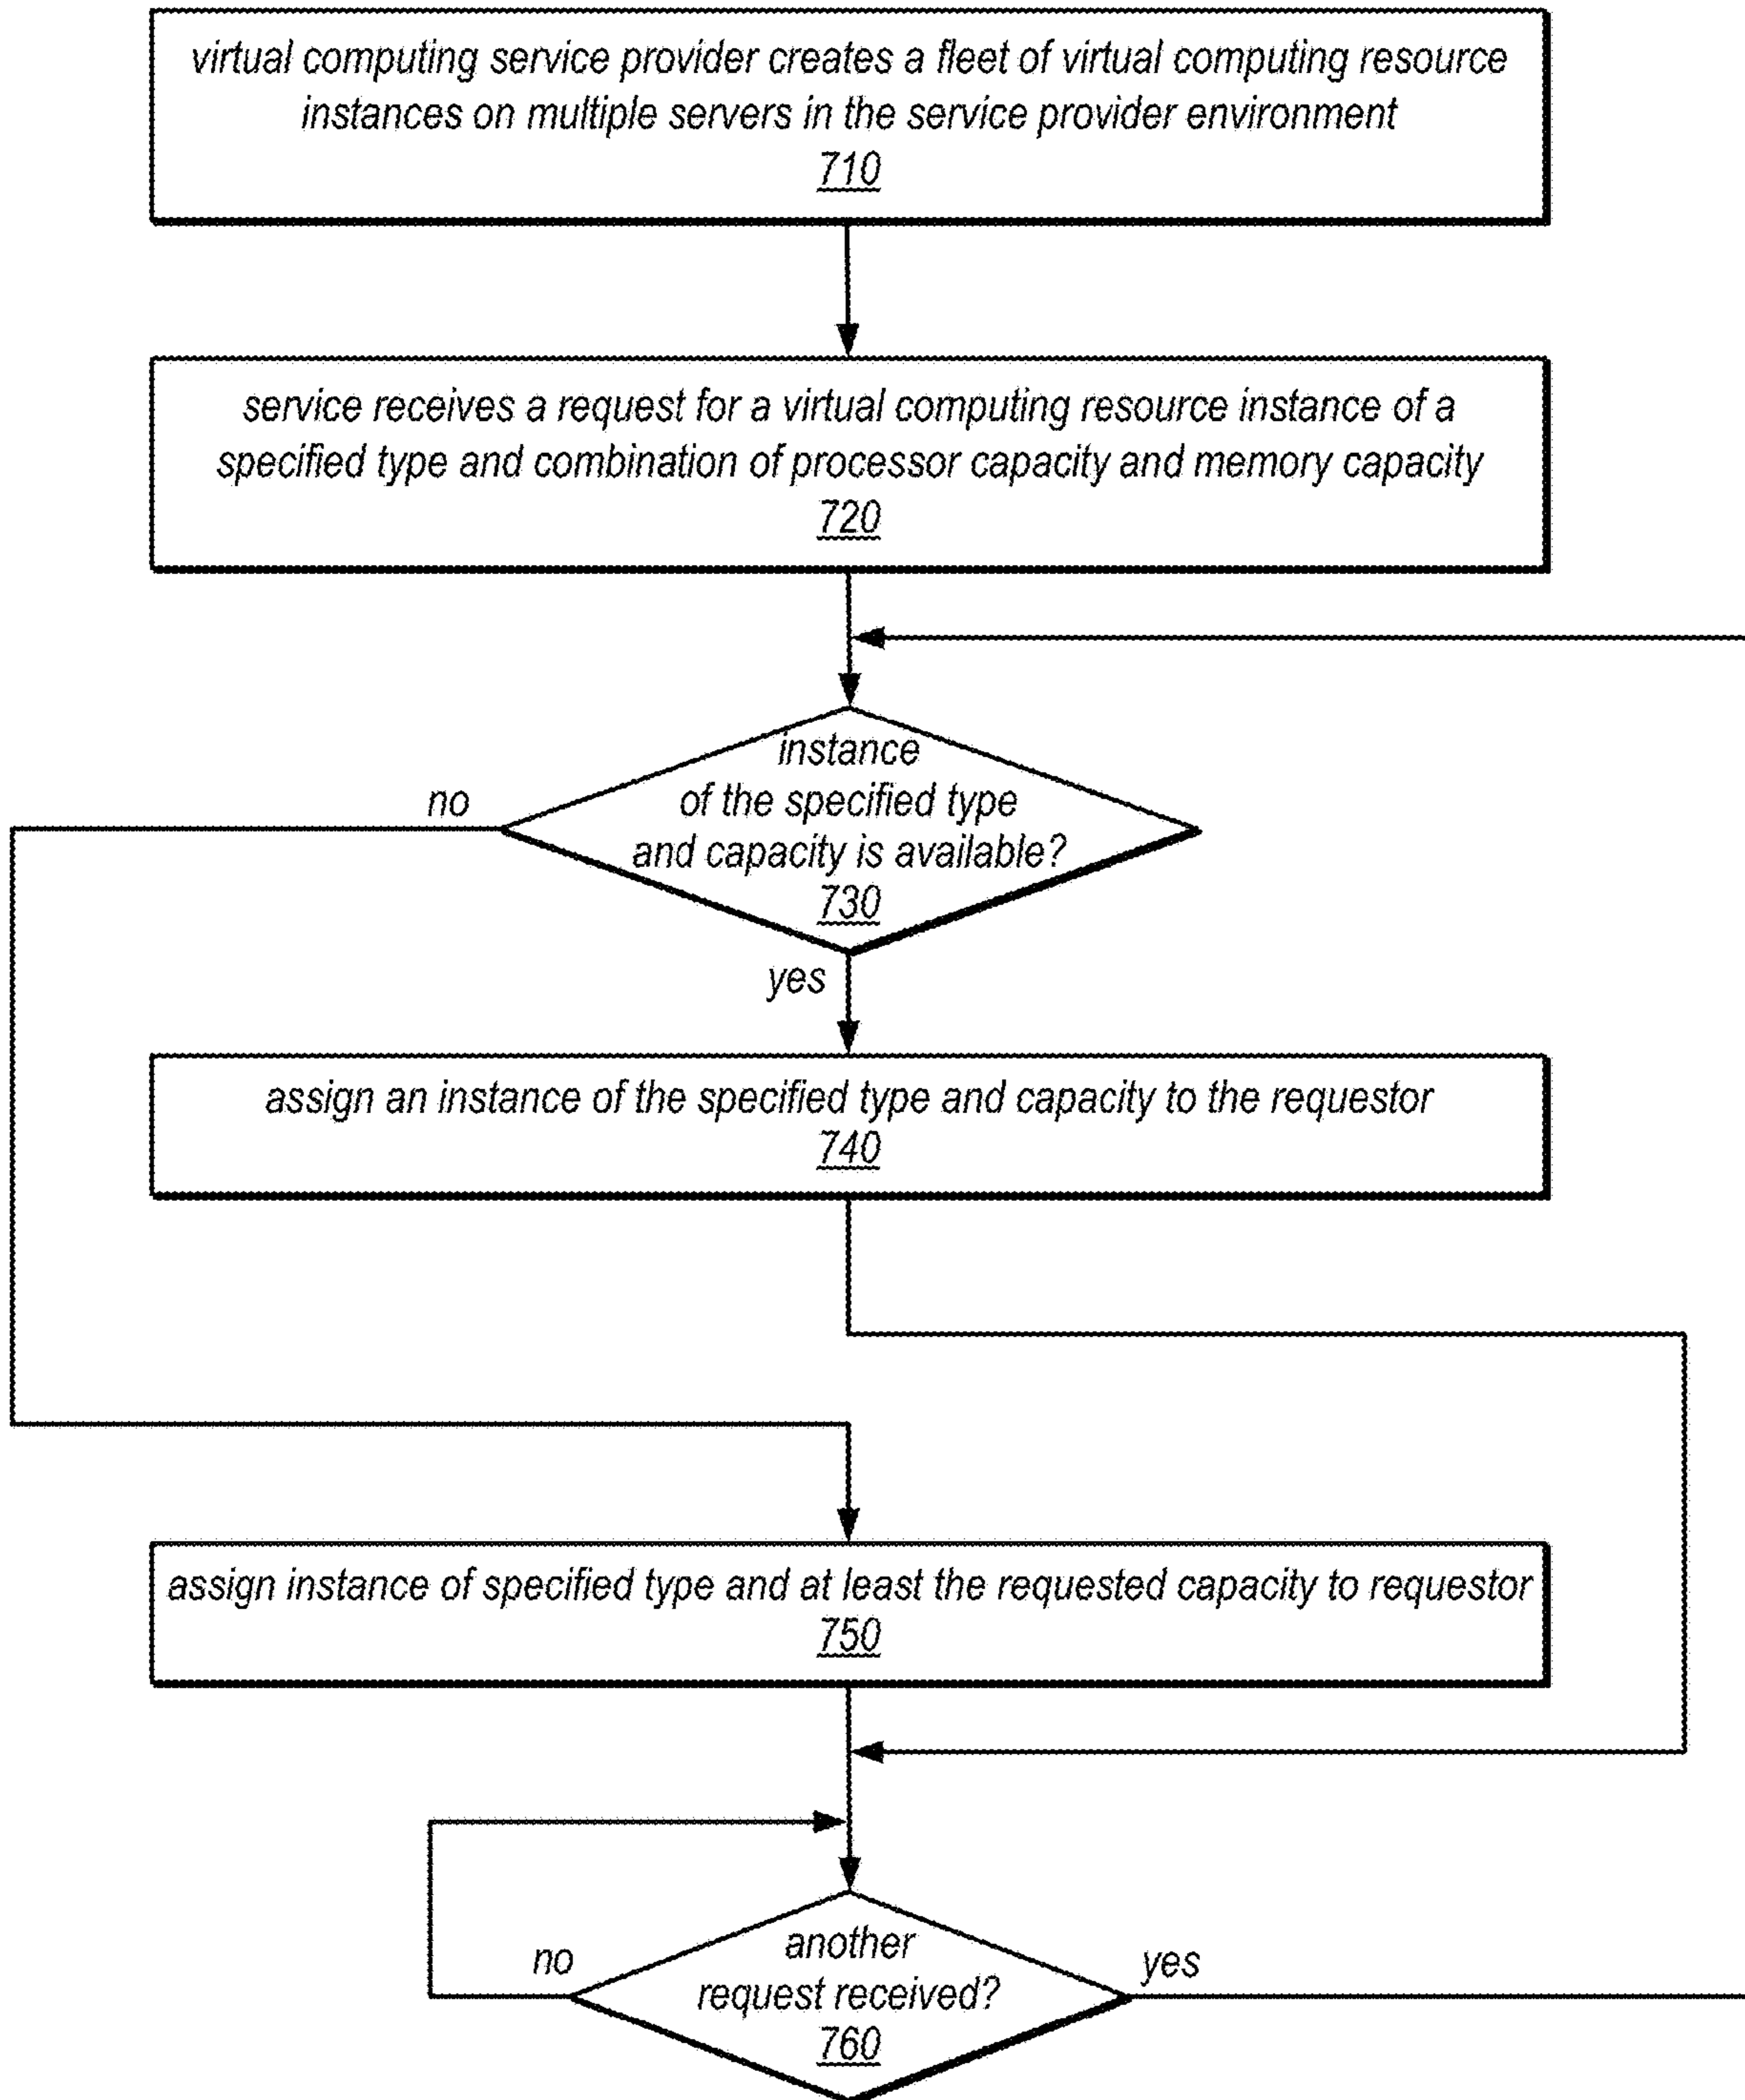 virtual computing service provider creates a fleet of virtual computing resource
instances on multiple servers in the service provider environment
710
service receives a request for a virtual computing resource instance of a
specified type and combination of processor capacity and memory capacity
720
instance
of the specified type
and capacity is available?
730
no
yes
assign an instance of the specified type and capacity to the requestor
740
assign instance of specified type and at least the requested capacity to requestor
750
another
request received?
760
no
yes